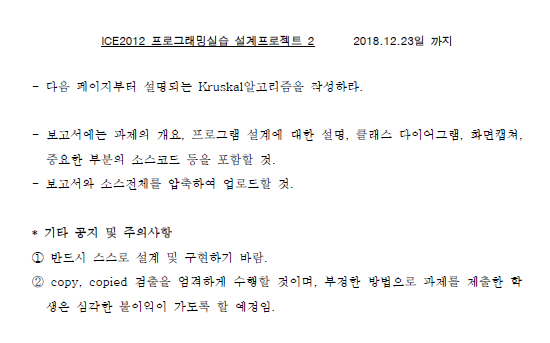 ICE2012 프로그래밍실습 설계프로젝트 2 2018.12.23일 까지
- 다음 페이지부터 설명되는 Kruskal알고리즘을 작성하라.
- 보고서에는 과제의 개요, 프로그램 설계에 대한 설명, 클래스 다이어그램, 화면캡쳐,
중요한 부분의 소스코드 등을 포함할 것.
- 보고서와 소스전체를 압축하여 업로드할 것.
* 기타 공지 및 주의사항
① 반드시 스스로 설계 및 구현하기 바람.
② copy, copied 검출을 엄격하게 수행할 것이며, 부정한 방법으로 과제를 제출한 학
생은 심각한 불이익이 가도록 할 예정임.